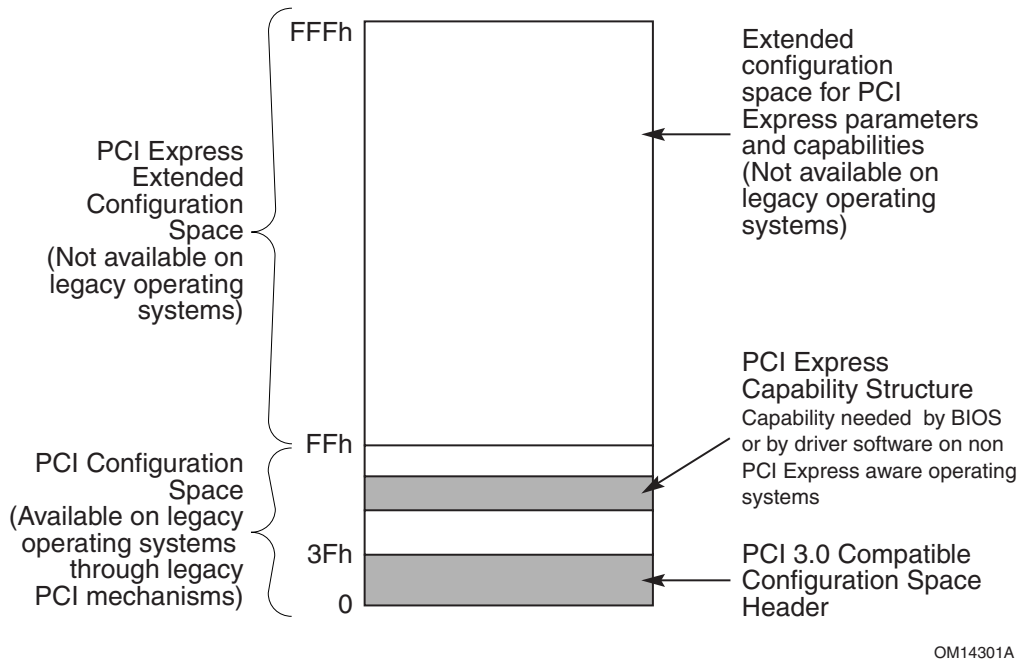 FFFh
PCI Express
Extended
Configuration
Space
(Not available on
legacy operating
systems)
Extended
configuration
space for PCI
Express parameters
and capabilities
(Not available on
legacy operating
systems)
FFh
PCI Configuration
Space
(Available on legacy
operating systems
through legacy
PCI mechanisms)
3Fh
0
PCI Express
Capability Structure
Capability needed by BIOS
or by driver software on non
PCI Express aware operating
systems
PCI 3.0 Compatible
Configuration Space
Header
OM14301A